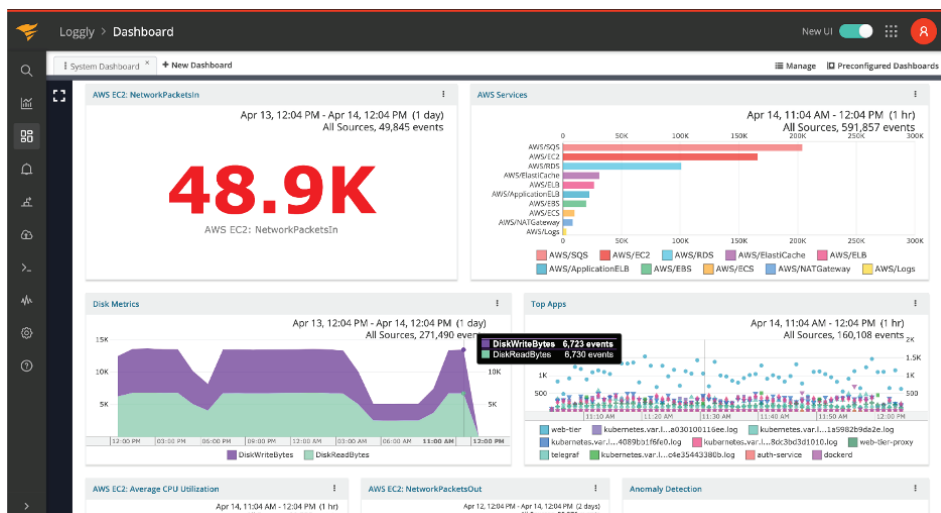 Loggly > Dashboard
New UI
System Dashboard ×
+ New Dashboard
Manage
Preconfigured Dashboards
AWS EC2: NetworkPacketsIn
Apr 13, 12:04 PM - Apr 14, 12:04 PM (1 day)
All Sources, 49,845 events
48.9K
AWS EC2: NetworkPacketsIn
AWS Services
Apr 14, 11:04 AM - 12:04 PM (1 hr)
All Sources, 591,857 events
0 50K 100K 150K 200K 250K 300K
AWS/SQS
AWS/EC2
AWS/RDS
AWS/ElastiCache
AWS/ELB
AWS/ApplicationELB
AWS/EBS
AWS/ECS
AWS/NATGateway
AWS/Logs
0 50K 100K 150K 200K 250K 300K
AWS/SQS AWS/EC2 AWS/RDS AWS/ElastiCache AWS/ELB
AWS/ApplicationELB AWS/EBS AWS/ECS AWS/NATGateway AWS/Logs
Disk Metrics
Apr 13, 12:04 PM - Apr 14, 12:04 PM (1 day)
All Sources, 271,490 events
15K
10K
5K
10K
5K
DiskWriteBytes 6,723 events
DiskReadBytes 6,730 events
12:00 PM 03:00 PM 06:00 PM 09:00 PM 12:00 AM 03:00 AM 06:00 AM 11:00 AM 12:00 PM
DiskWriteBytes DiskReadBytes
Top Apps
Apr 14, 11:04 AM - 12:04 PM (1 hr)
All Sources, 160,108 events
2K
1.5K
1K
1K
500
500
11:10 AM 11:20 AM 11:30 AM 11:40 AM 11:50 AM 12:00 PM
web-tier kubernetes.var.l...a030100116ee.log kubernetes.var.l...1a5982b9da2e.log
kubernetes.var.l...4089bb1f6fe0.log kubernetes.var.l...8dc3bd3d1010.log web-tier-proxy
telegraf kubernetes.var.l...c4e35443380b.log auth-service dockerd
AWS EC2: Average CPU Utilization
Apr 14, 11:04 AM - 12:04 PM (1 hr)
AWS EC2: NetworkPacketsOut
Apr 12, 12:04 PM - Apr 14, 12:04 PM (2 days)
Anomaly Detection